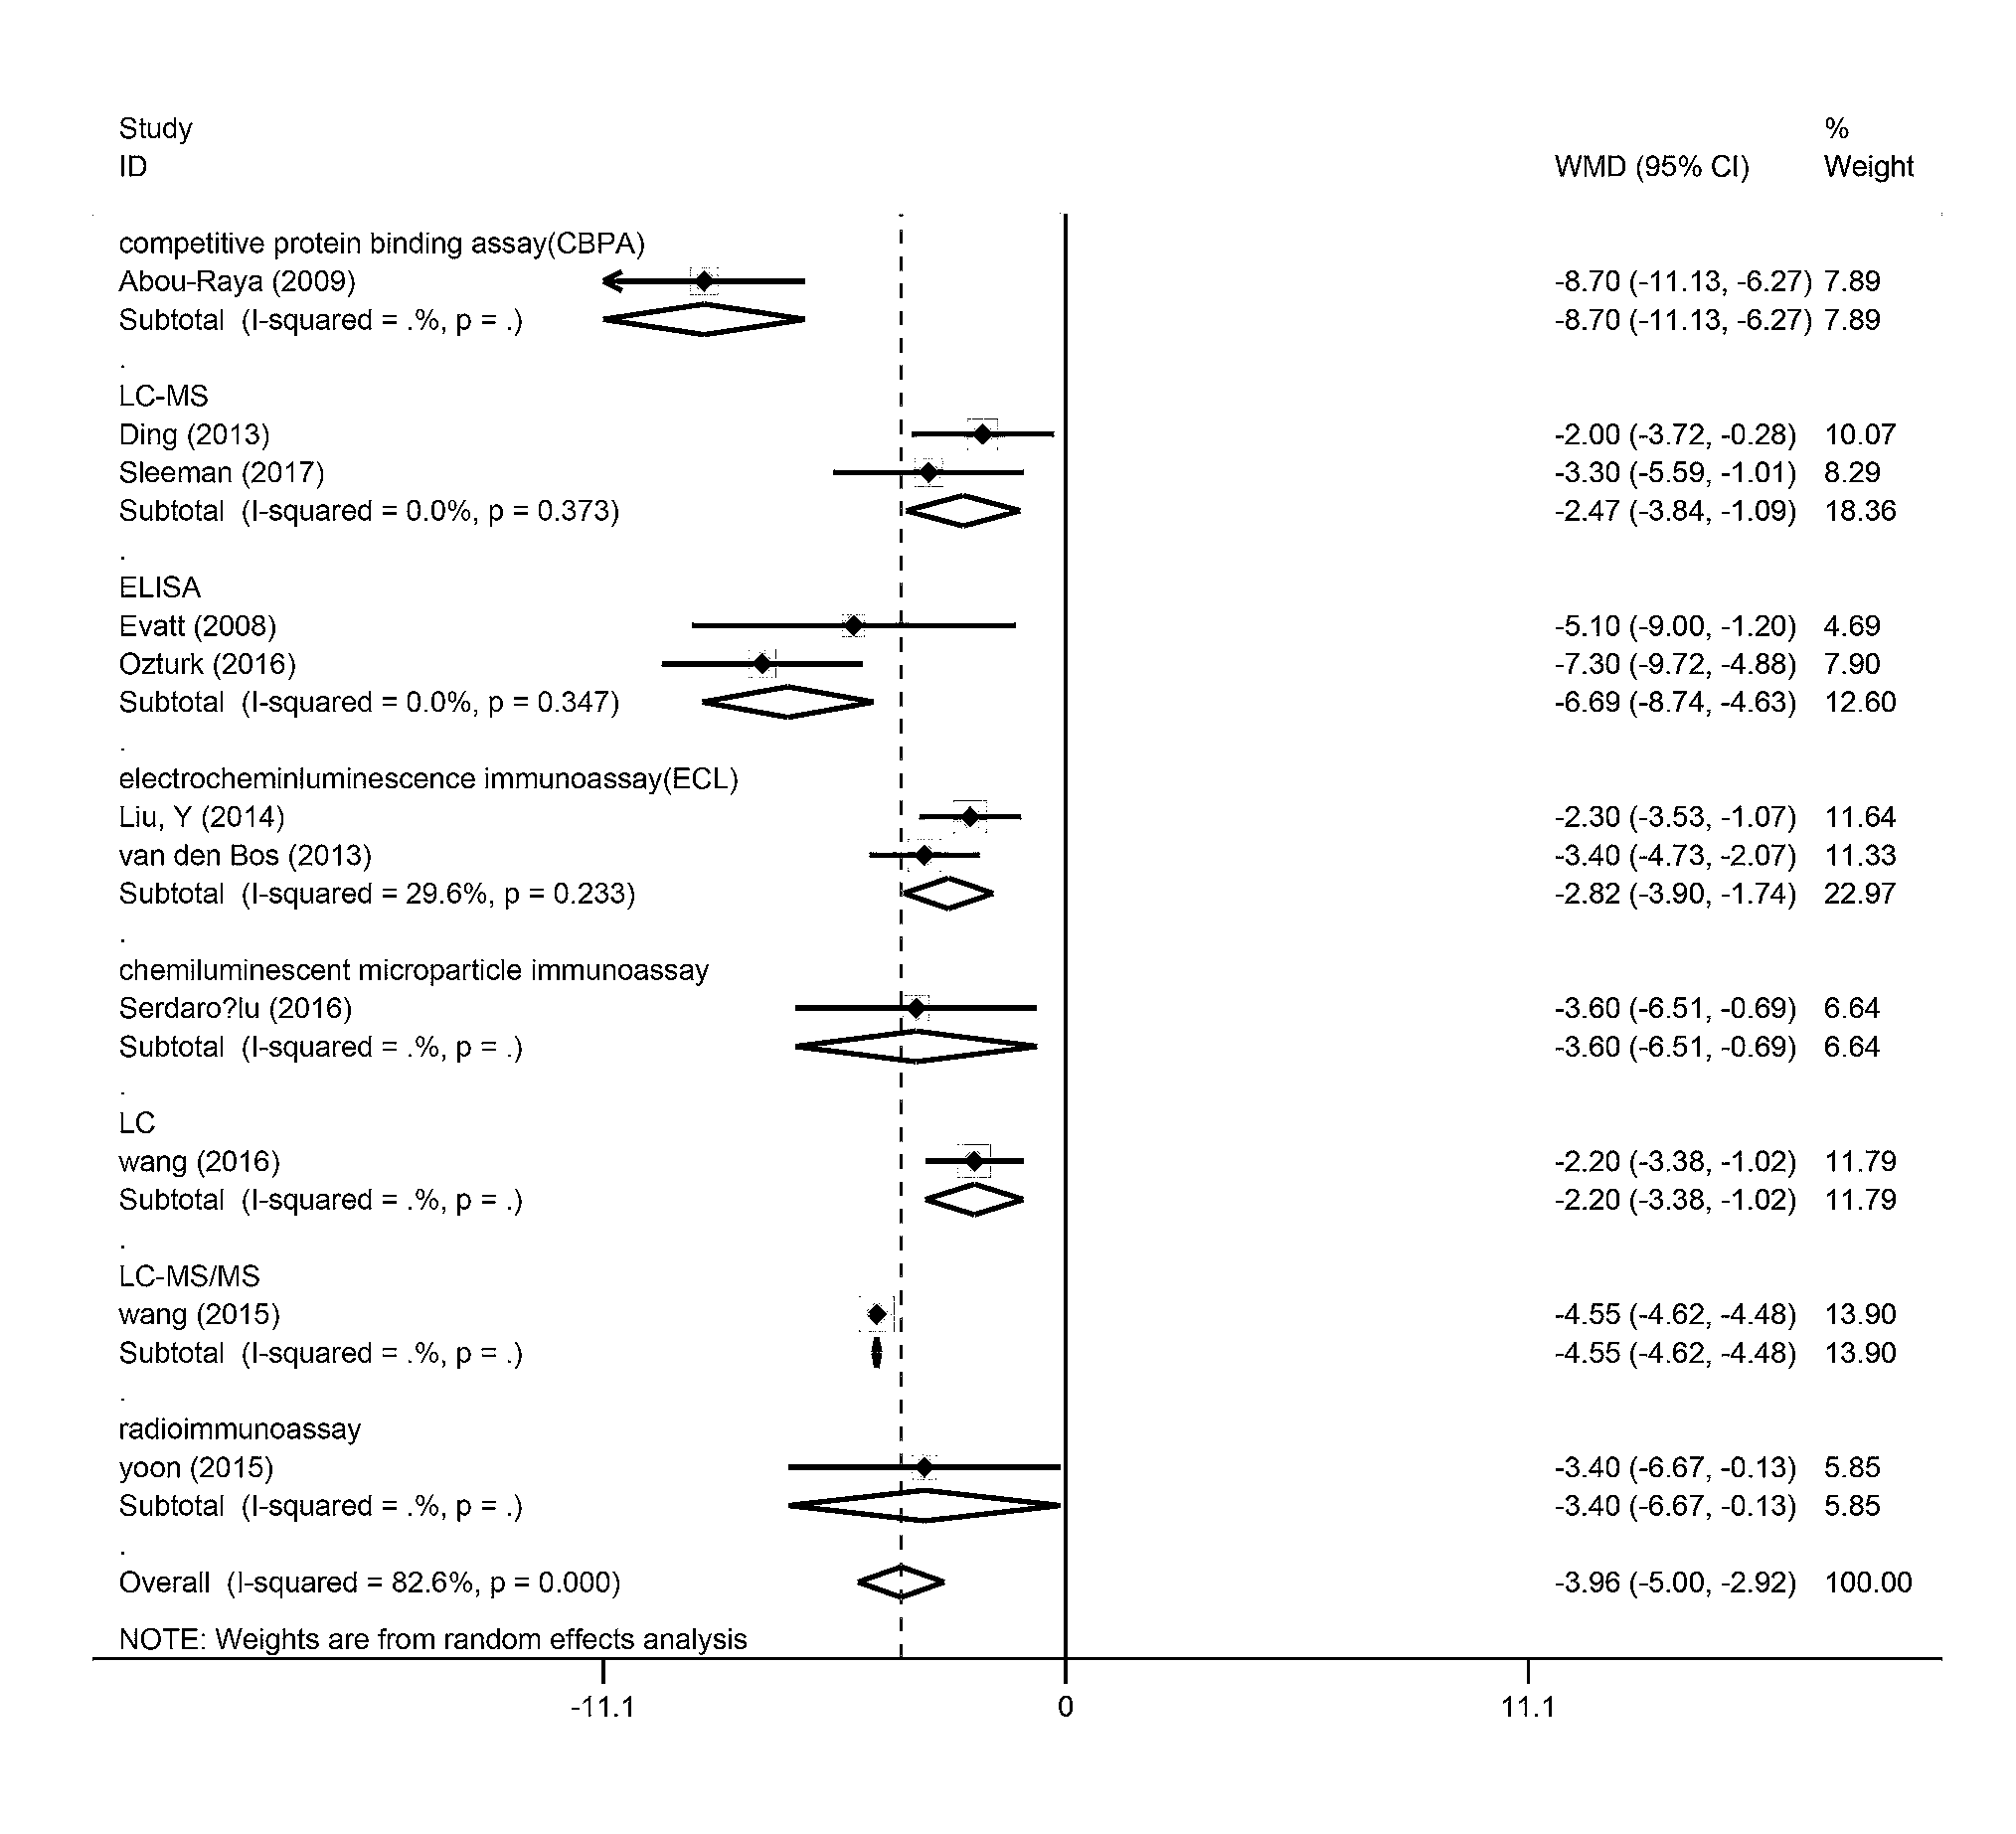 Study %
ID WMD (95% CI) Weight
competitive protein binding assay(CBPA)
Abou-Raya (2009) -8.70 (-11.13, -6.27) 7.89
Subtotal (I-squared = .%, p = .) -8.70 (-11.13, -6.27) 7.89
.
LC-MS
Ding (2013) -2.00 (-3.72, -0.28) 10.07
Sleeman (2017) -3.30 (-5.59, -1.01) 8.29
Subtotal (I-squared = 0.0%, p = 0.373) -2.47 (-3.84, -1.09) 18.36
.
ELISA
Evatt (2008) -5.10 (-9.00, -1.20) 4.69
Ozturk (2016) -7.30 (-9.72, -4.88) 7.90
Subtotal (I-squared = 0.0%, p = 0.347) -6.69 (-8.74, -4.63) 12.60
.
electrocheminluminescence immunoassay(ECL)
Liu, Y (2014) -2.30 (-3.53, -1.07) 11.64
van den Bos (2013) -3.40 (-4.73, -2.07) 11.33
Subtotal (I-squared = 29.6%, p = 0.233) -2.82 (-3.90, -1.74) 22.97
.
chemiluminescent microparticle immunoassay
Serdaro?lu (2016) -3.60 (-6.51, -0.69) 6.64
Subtotal (I-squared = .%, p = .) -3.60 (-6.51, -0.69) 6.64
.
LC
wang (2016) -2.20 (-3.38, -1.02) 11.79
Subtotal (I-squared = .%, p = .) -2.20 (-3.38, -1.02) 11.79
.
LC-MS/MS
wang (2015) -4.55 (-4.62, -4.48) 13.90
Subtotal (I-squared = .%, p = .) -4.55 (-4.62, -4.48) 13.90
.
radioimmunoassay
yoon (2015) -3.40 (-6.67, -0.13) 5.85
Subtotal (I-squared = .%, p = .) -3.40 (-6.67, -0.13) 5.85
.
Overall (I-squared = 82.6%, p = 0.000) -3.96 (-5.00, -2.92) 100.00
NOTE: Weights are from random effects analysis
-11.1 0 11.1